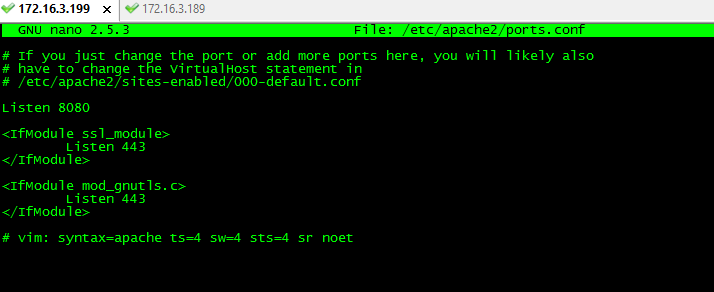 172.16.3.199 × 172.16.3.189
GNU nano 2.5.3 File: /etc/apache2/ports.conf
# If you just change the port or add more ports here, you will likely also
# have to change the VirtualHost statement in
# /etc/apache2/sites-enabled/000-default.conf
Listen 8080
<IfModule ssl_module>
Listen 443
</IfModule>
<IfModule mod_gnutls.c>
Listen 443
</IfModule>
# vim: syntax=apache ts=4 sw=4 sts=4 sr noet